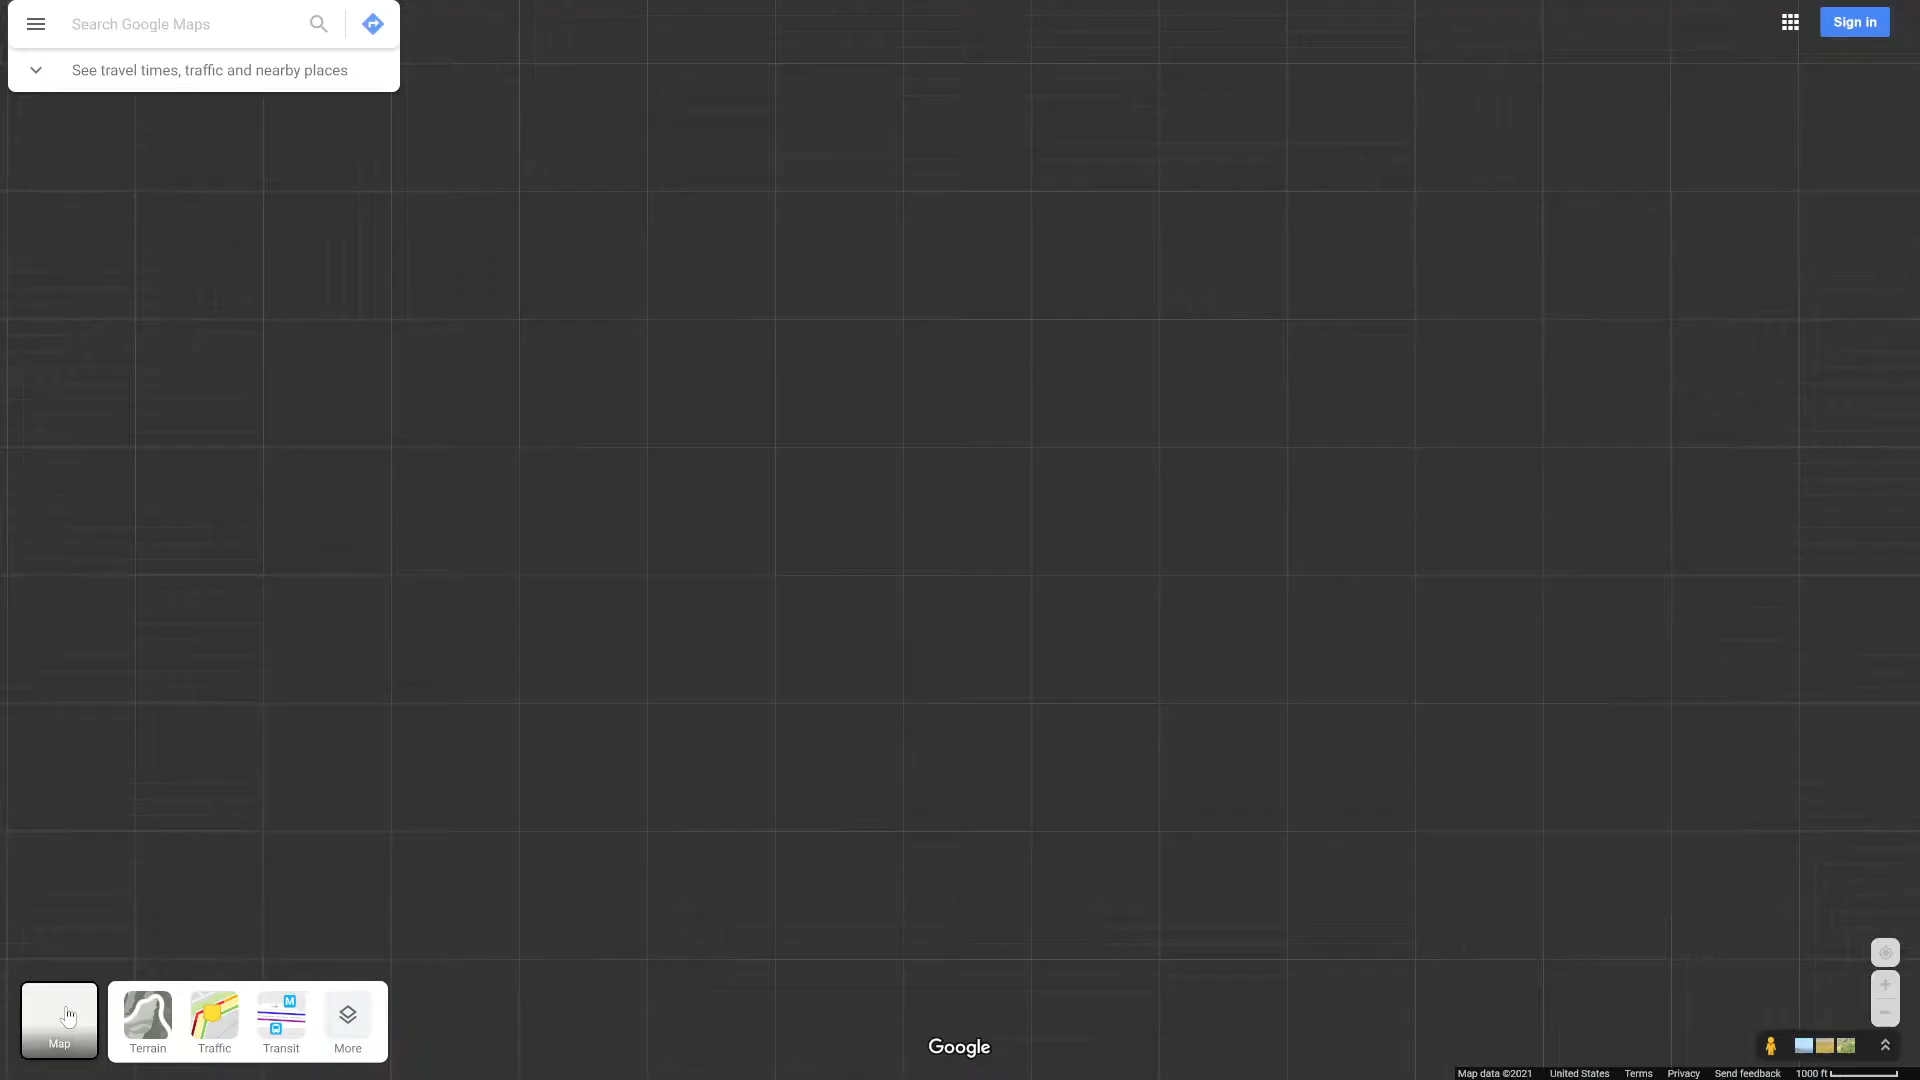 Search Google Maps
Sign in
See travel times, traffic and nearby places
Map
Terrain
Traffic
M
Transit
More
Google
Map data ©2021 United States Terms Privacy Send feedback 1000 ft